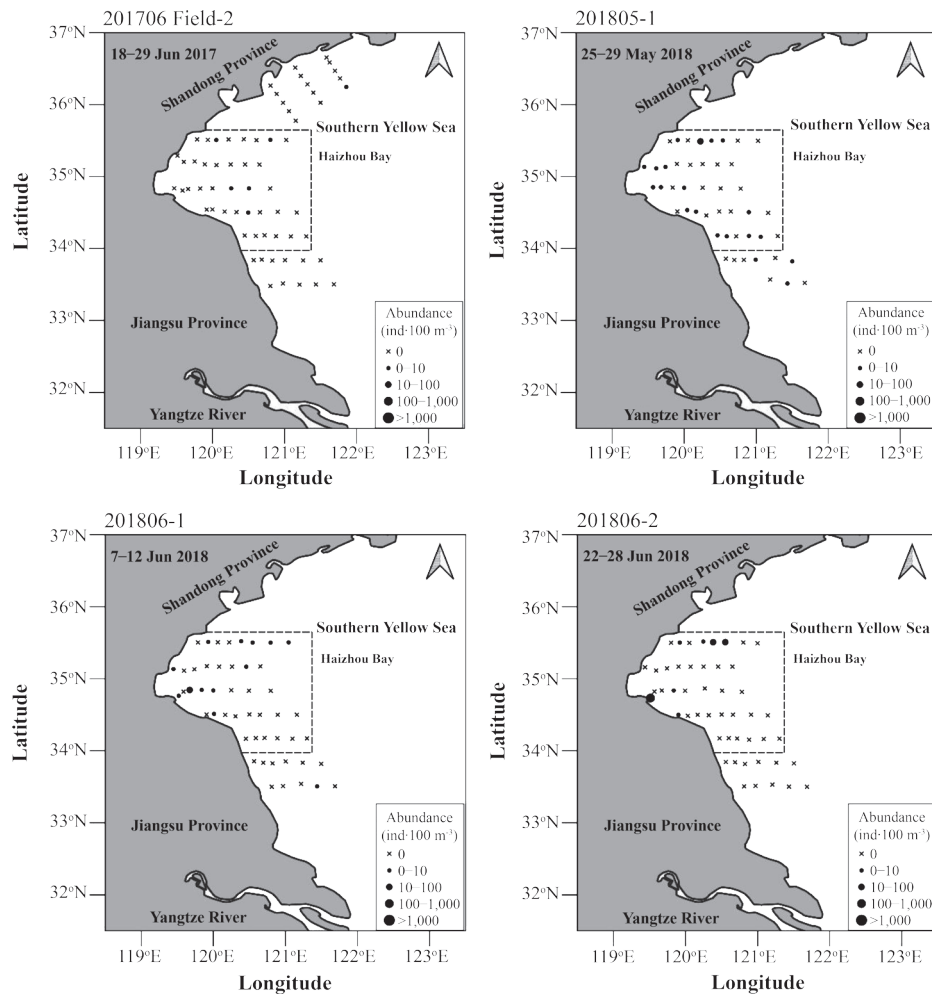 201706 Field-2
37°N
18–29 Jun 2017
Shandong Province
36°N
Southern Yellow Sea
Haizhou Bay
35°N
Latitude
34°N
33°N
Jiangsu Province
32°N
Yangtze River
Abundance
(ind·100 m⁻³)
× 0
0–10
10–100
100–1,000
>1,000
119°E 120°E 121°E 122°E 123°E
Longitude
201805-1
37°N
25–29 May 2018
Shandong Province
36°N
Southern Yellow Sea
Haizhou Bay
35°N
Latitude
34°N
33°N
Jiangsu Province
32°N
Yangtze River
Abundance
(ind·100 m⁻³)
× 0
0–10
10–100
100–1,000
>1,000
119°E 120°E 121°E 122°E 123°E
Longitude
201806-1
37°N
7–12 Jun 2018
Shandong Province
36°N
Southern Yellow Sea
Haizhou Bay
35°N
Latitude
34°N
33°N
Jiangsu Province
32°N
Yangtze River
Abundance
(ind·100 m⁻³)
× 0
0–10
10–100
100–1,000
>1,000
119°E 120°E 121°E 122°E 123°E
Longitude
201806-2
37°N
22–28 Jun 2018
Shandong Province
36°N
Southern Yellow Sea
Haizhou Bay
35°N
Latitude
34°N
33°N
Jiangsu Province
32°N
Yangtze River
Abundance
(ind·100 m⁻³)
× 0
0–10
10–100
100–1,000
>1,000
119°E 120°E 121°E 122°E 123°E
Longitude